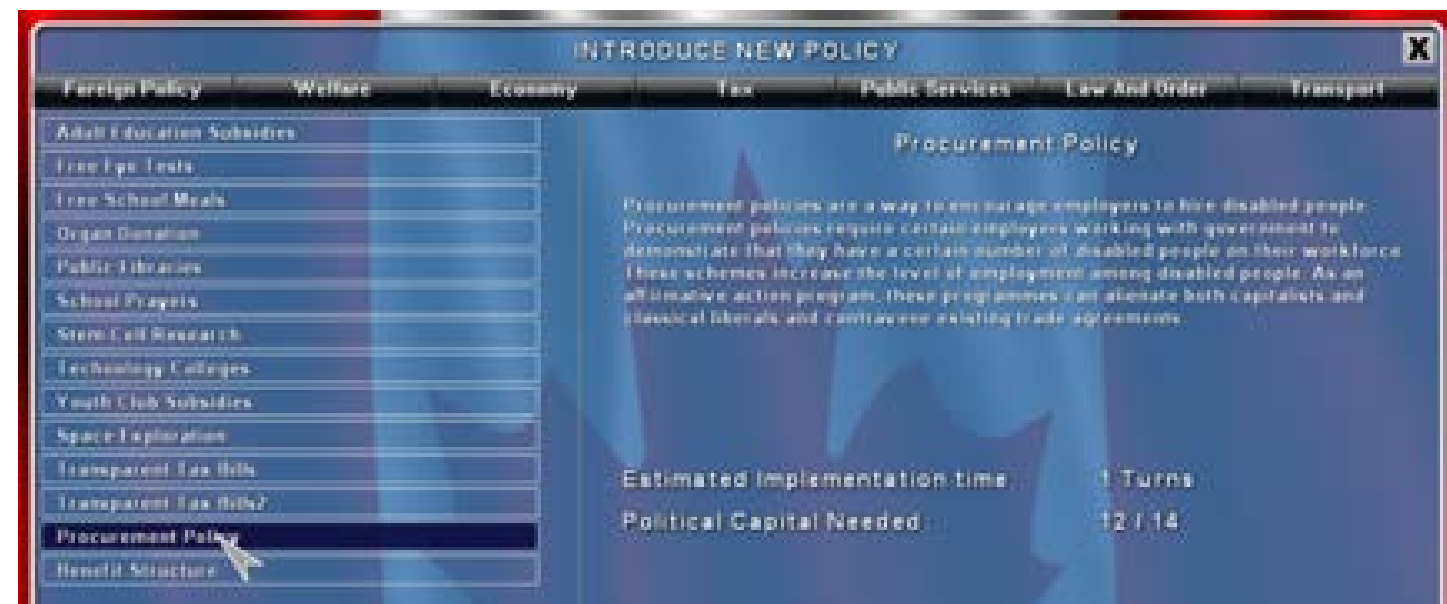 INTRODUCE NEW POLICY
X
Foreign Policy Welfare Economy Tax Public Services Law And Order Transport
Adult Education Subsidies
Free Eye Tests
Free School Meals
Organ Donation
Public Libraries
School Prayers
Stem Cell Research
Technology Colleges
Youth Club Subsidies
Space Exploration
Transparent Tax Bills
Transparent Tax Bills2
Procurement Policy
Benefit Structure
Procurement Policy
Procurement policies are a way to encourage employers to hire disabled people.
Procurement policies require certain employers working with government to
demonstrate that they have a certain number of disabled people on their workforce.
These schemes increase the level of employment among disabled people. As an
affirmative action program, these programmes can alienate both capitalists and
classical liberals and contravene existing trade agreements.
Estimated Implementation time 1 Turns
Political Capital Needed: 12 / 14